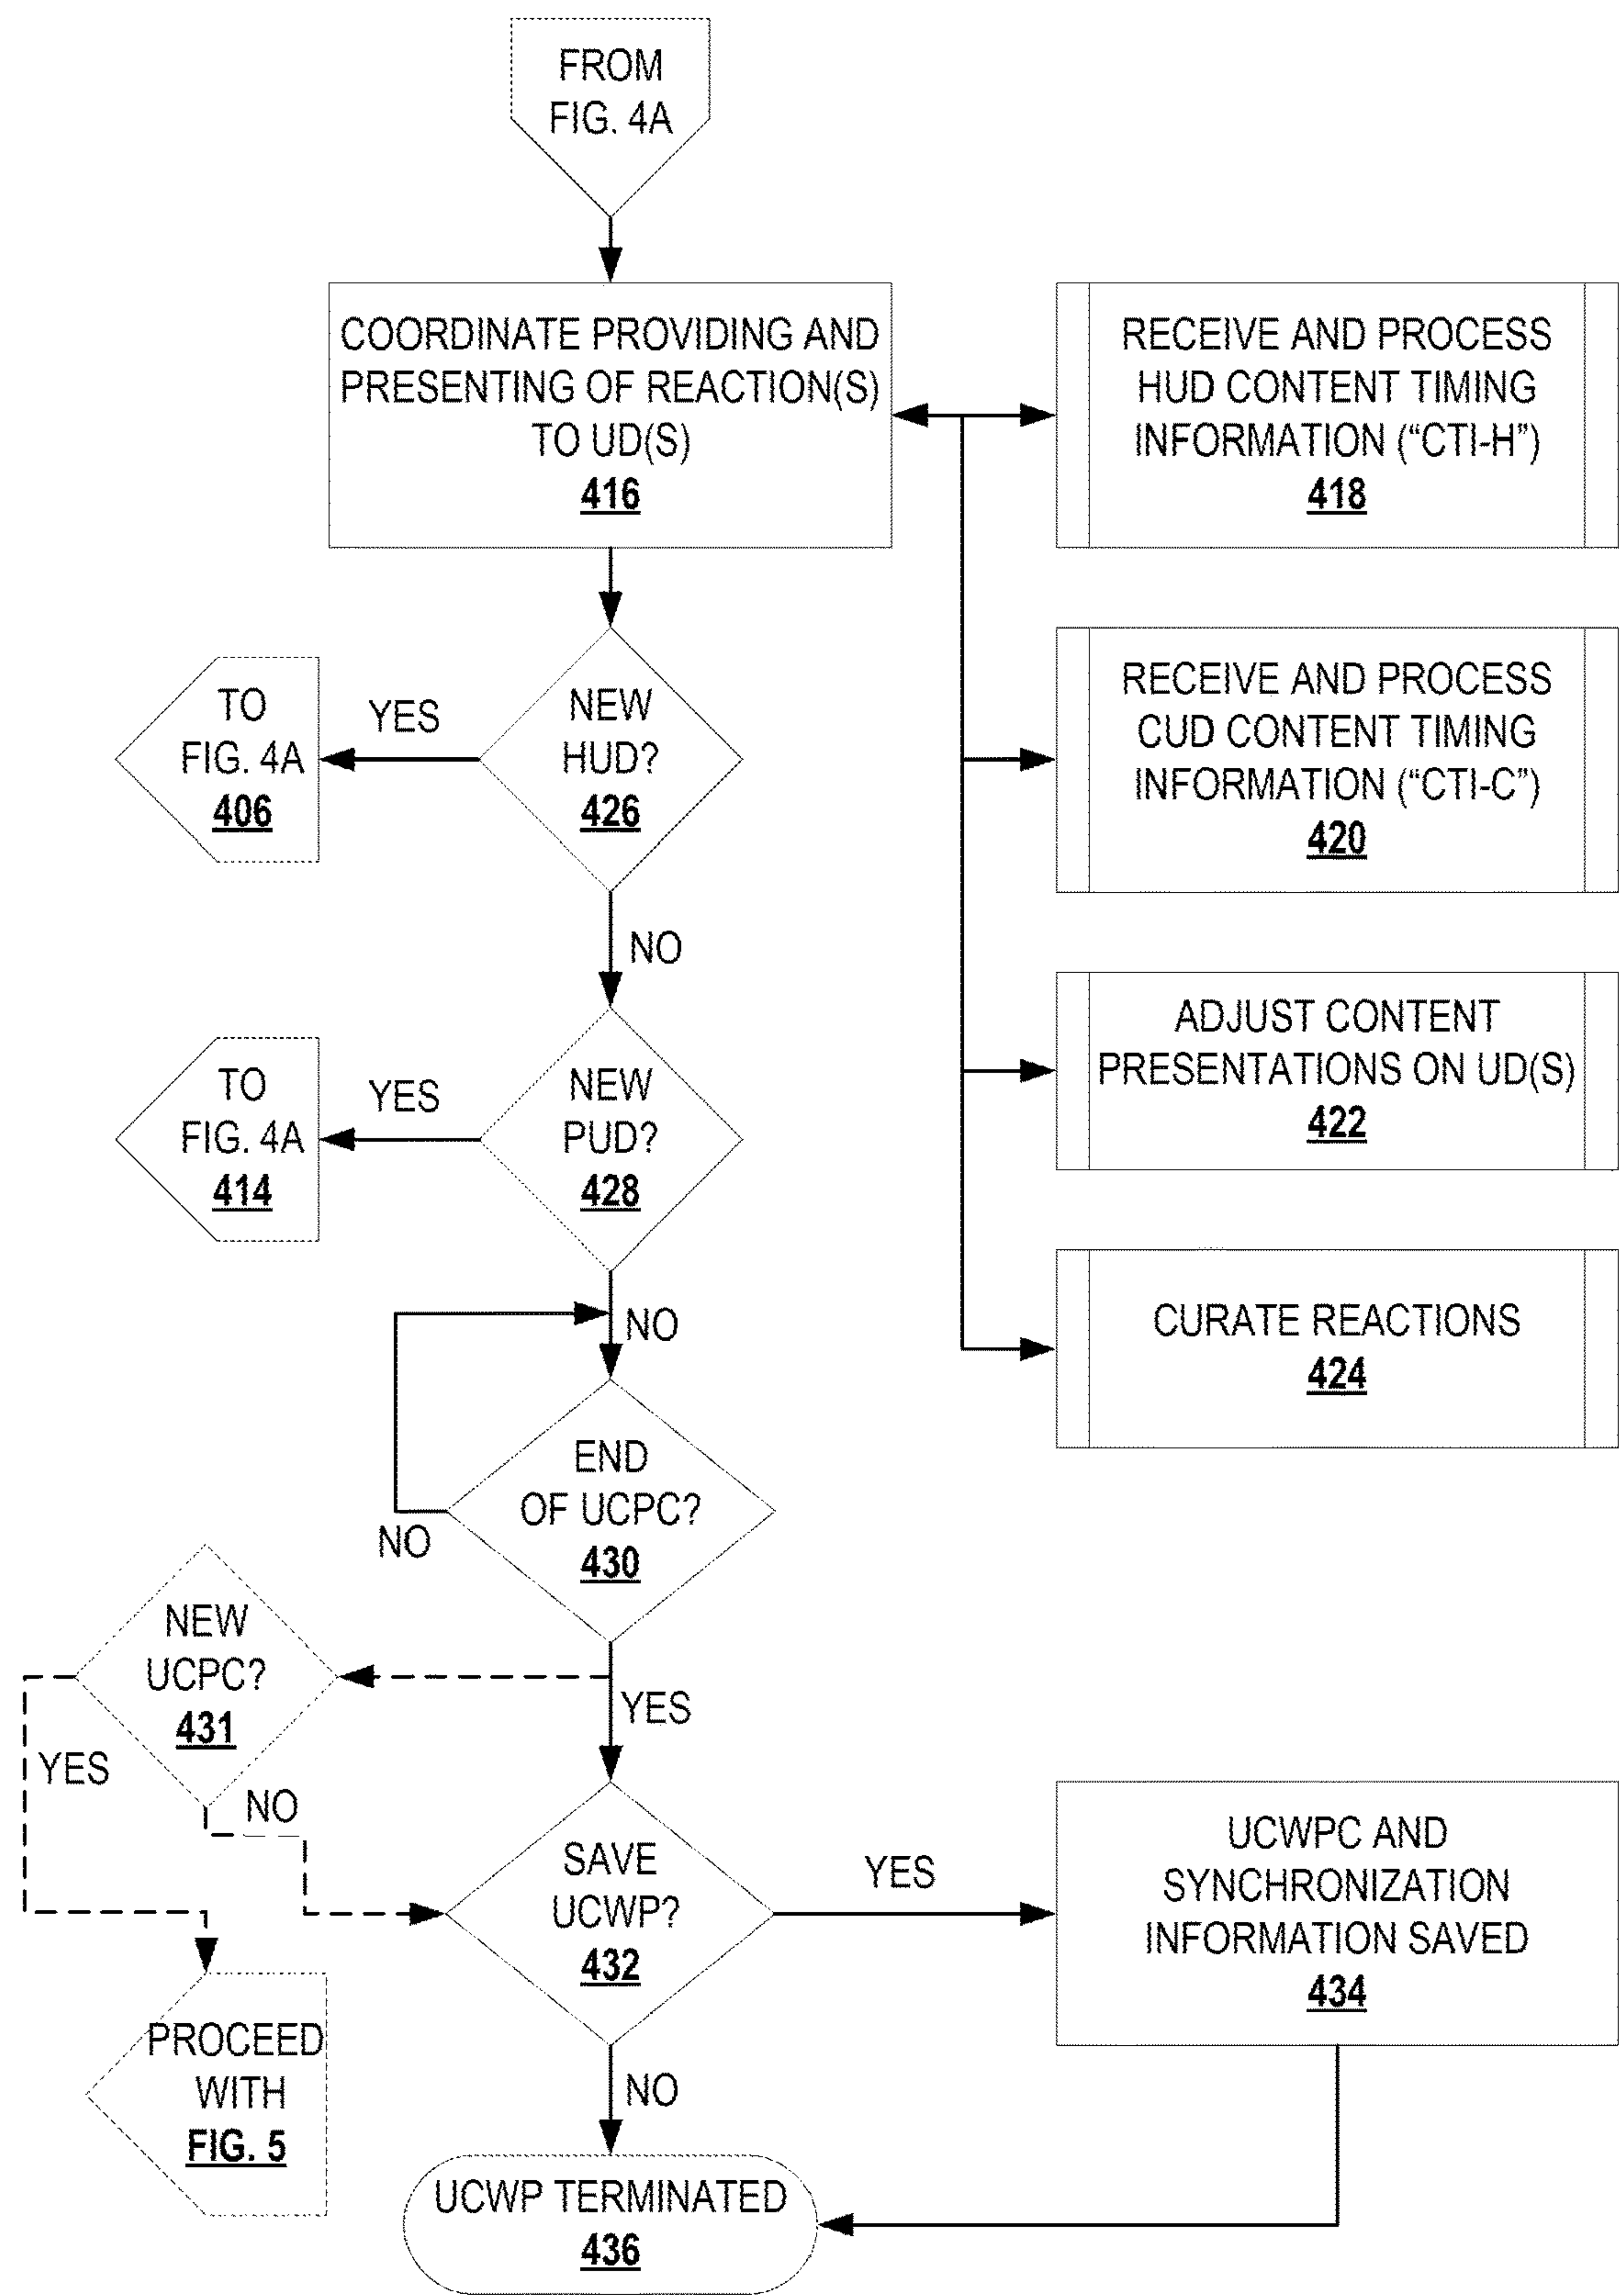 FROM
FIG. 4A
COORDINATE PROVIDING AND
PRESENTING OF REACTION(S)
TO UD(S)
416
RECEIVE AND PROCESS
HUD CONTENT TIMING
INFORMATION (“CTI-H”)
418
RECEIVE AND PROCESS
CUD CONTENT TIMING
INFORMATION (“CTI-C”)
420
ADJUST CONTENT
PRESENTATIONS ON UD(S)
422
CURATE REACTIONS
424
NEW
HUD?
426
YES
TO
FIG. 4A
406
NO
NEW
PUD?
428
YES
TO
FIG. 4A
414
NO
END
OF UCPC?
430
NO
YES
NEW
UCPC?
431
YES
NO
PROCEED
WITH
FIG. 5
SAVE
UCWP?
432
YES
UCWPC AND
SYNCHRONIZATION
INFORMATION SAVED
434
NO
UCWP TERMINATED
436